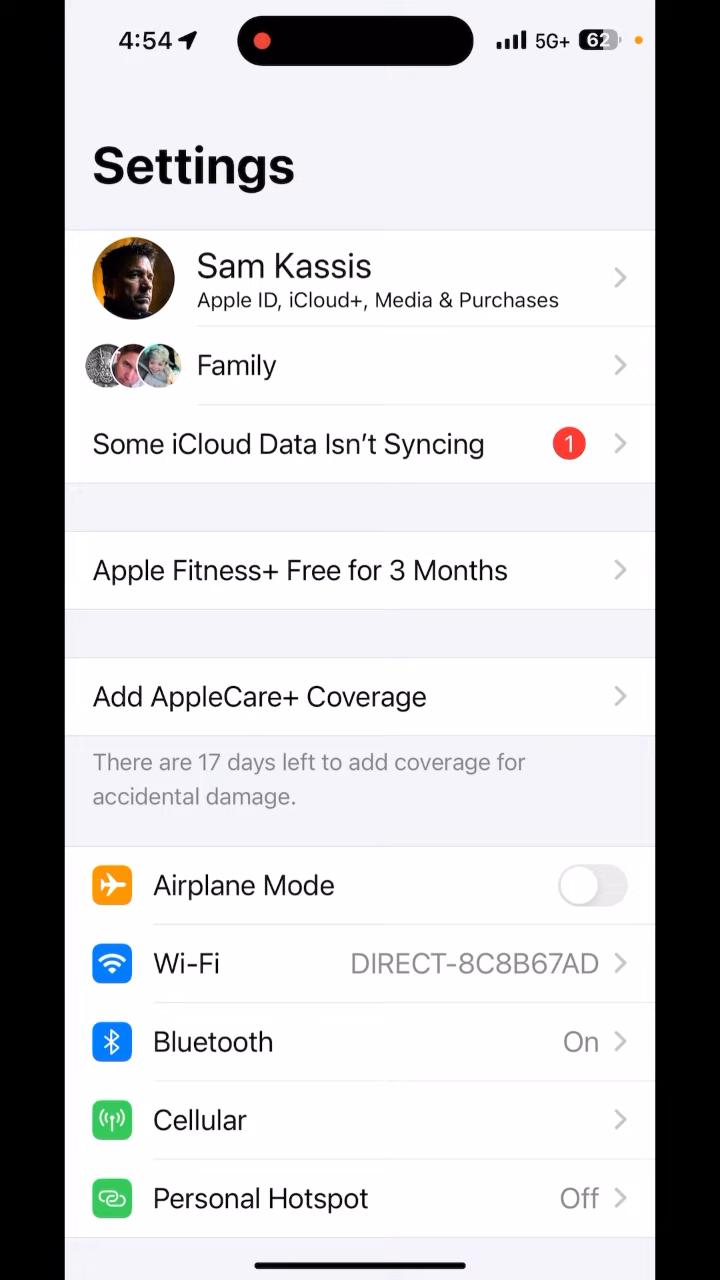 4:54
5G+
62
Settings
Sam Kassis
Apple ID, iCloud+, Media & Purchases
Family
Some iCloud Data Isn’t Syncing
1
Apple Fitness+ Free for 3 Months
Add AppleCare+ Coverage
There are 17 days left to add coverage for
accidental damage.
Airplane Mode
Wi-Fi
DIRECT-8C8B67AD
Bluetooth
On
Cellular
Personal Hotspot
Off